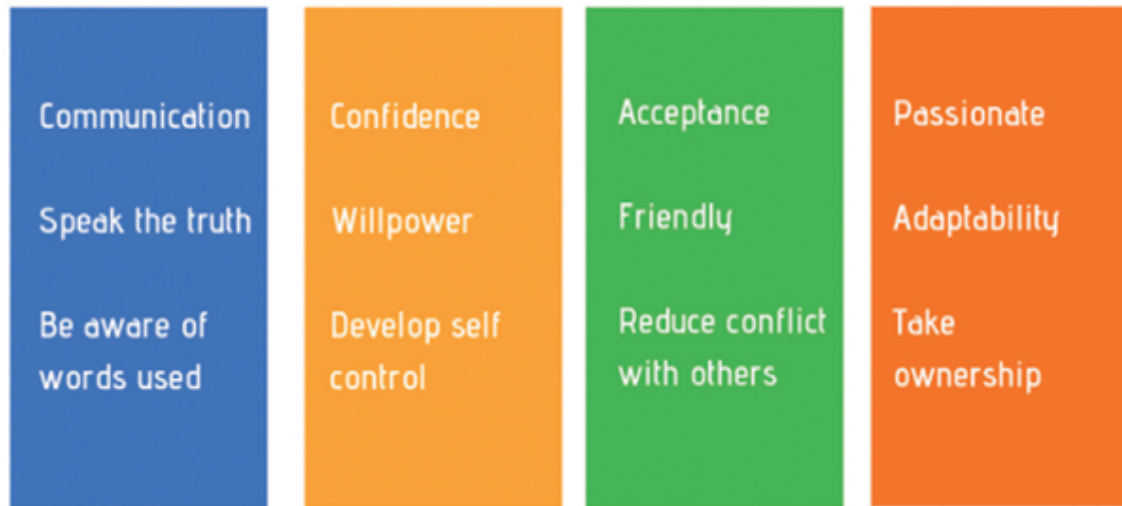 Communication
Speak the truth
Be aware of
words used
Confidence
Willpower
Develop self
control
Acceptance
Friendly
Reduce conflict
with others
Passionate
Adaptability
Take
ownership